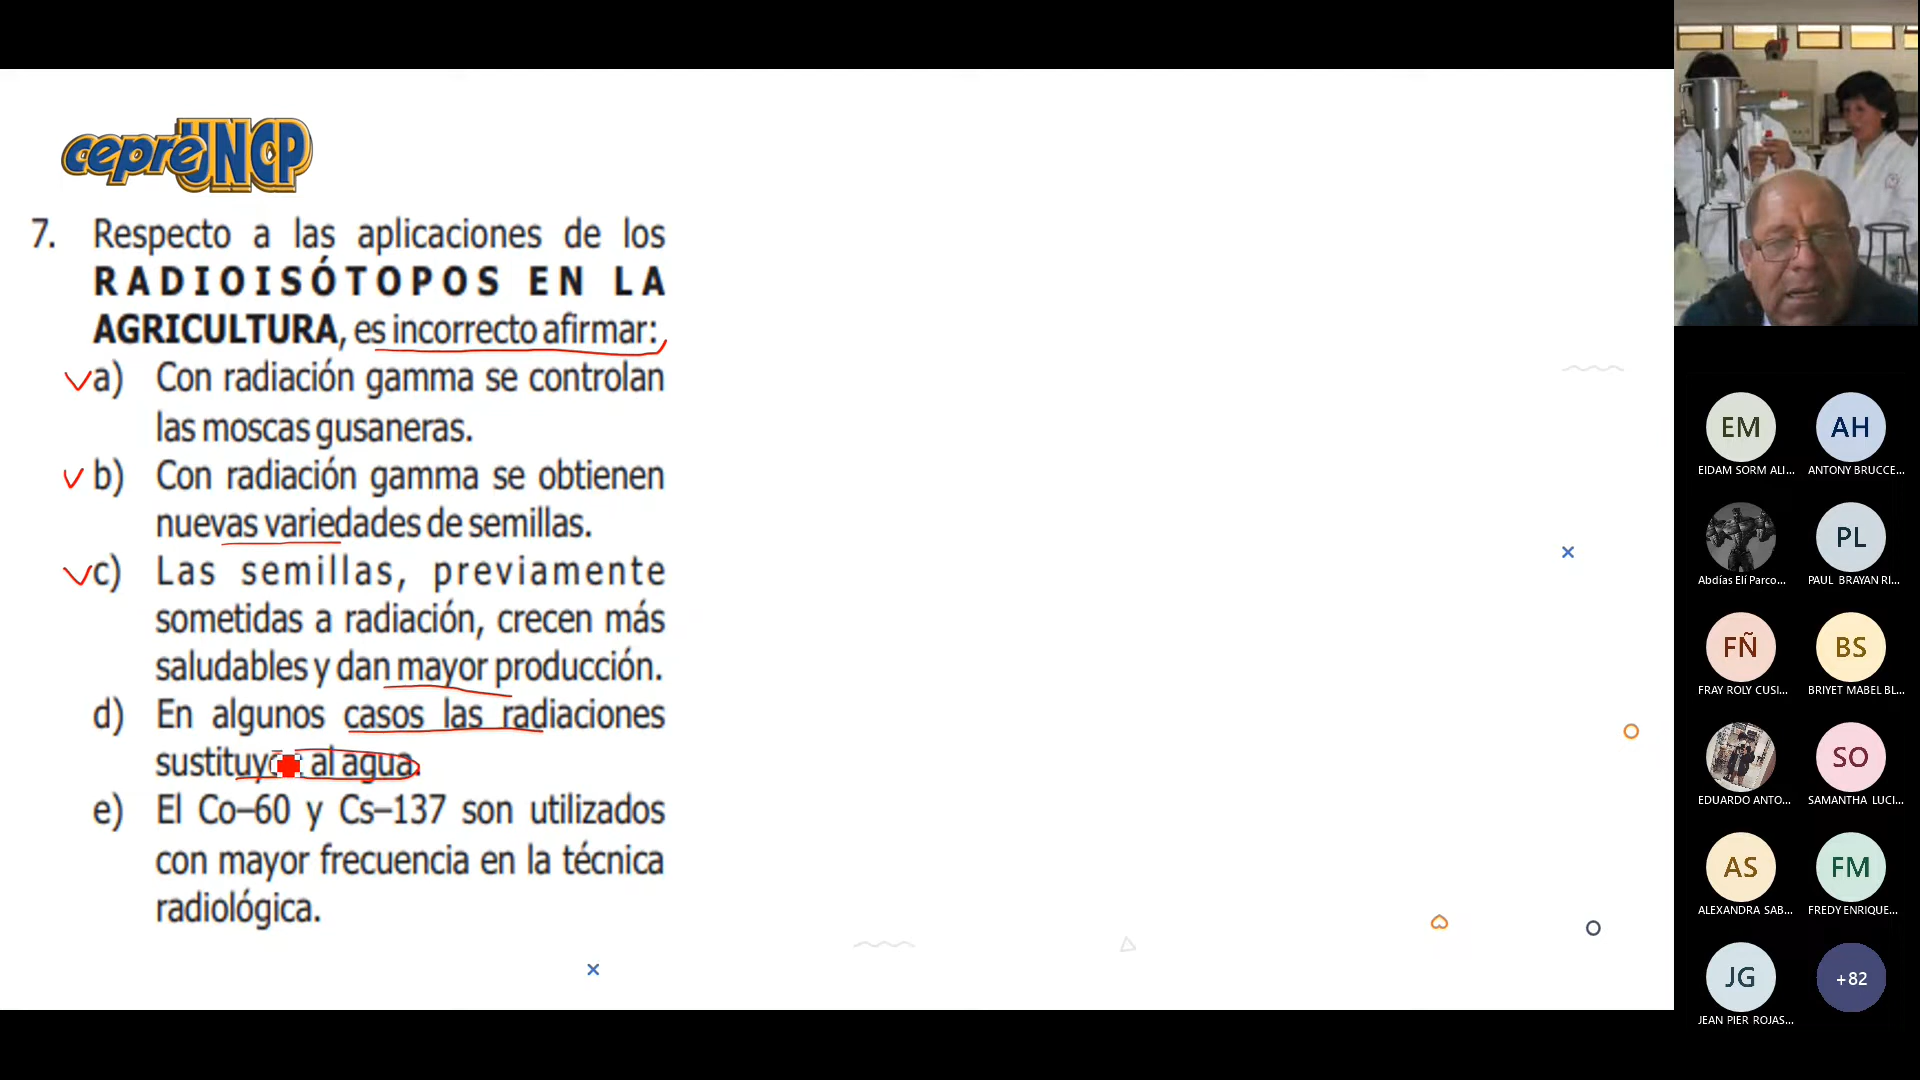 cepreUNCP
7. Respecto a las aplicaciones de los
RADIOISÓTOPOS EN LA
AGRICULTURA, es incorrecto afirmar:
a) Con radiación gamma se controlan
las moscas gusaneras.
b) Con radiación gamma se obtienen
nuevas variedades de semillas.
c) Las semillas, previamente
sometidas a radiación, crecen más
saludables y dan mayor producción.
d) En algunos casos las radiaciones
al agua.
e) El Co–60 y Cs–137 son utilizados
con mayor frecuencia en la técnica
radiológica.
EM
AH
EIDAM SORM ALI...
ANTONY BRUCCE...
PL
Abdías Elí Parco...
PAUL BRAYAN RI...
FÑ
BS
FRAY ROLY CUSI...
BRIYET MABEL BL...
SO
EDUARDO ANTO...
SAMANTHA LUCI...
AS
FM
ALEXANDRA SAB...
FREDY ENRIQUE...
JG
+82
JEAN PIER ROJAS...